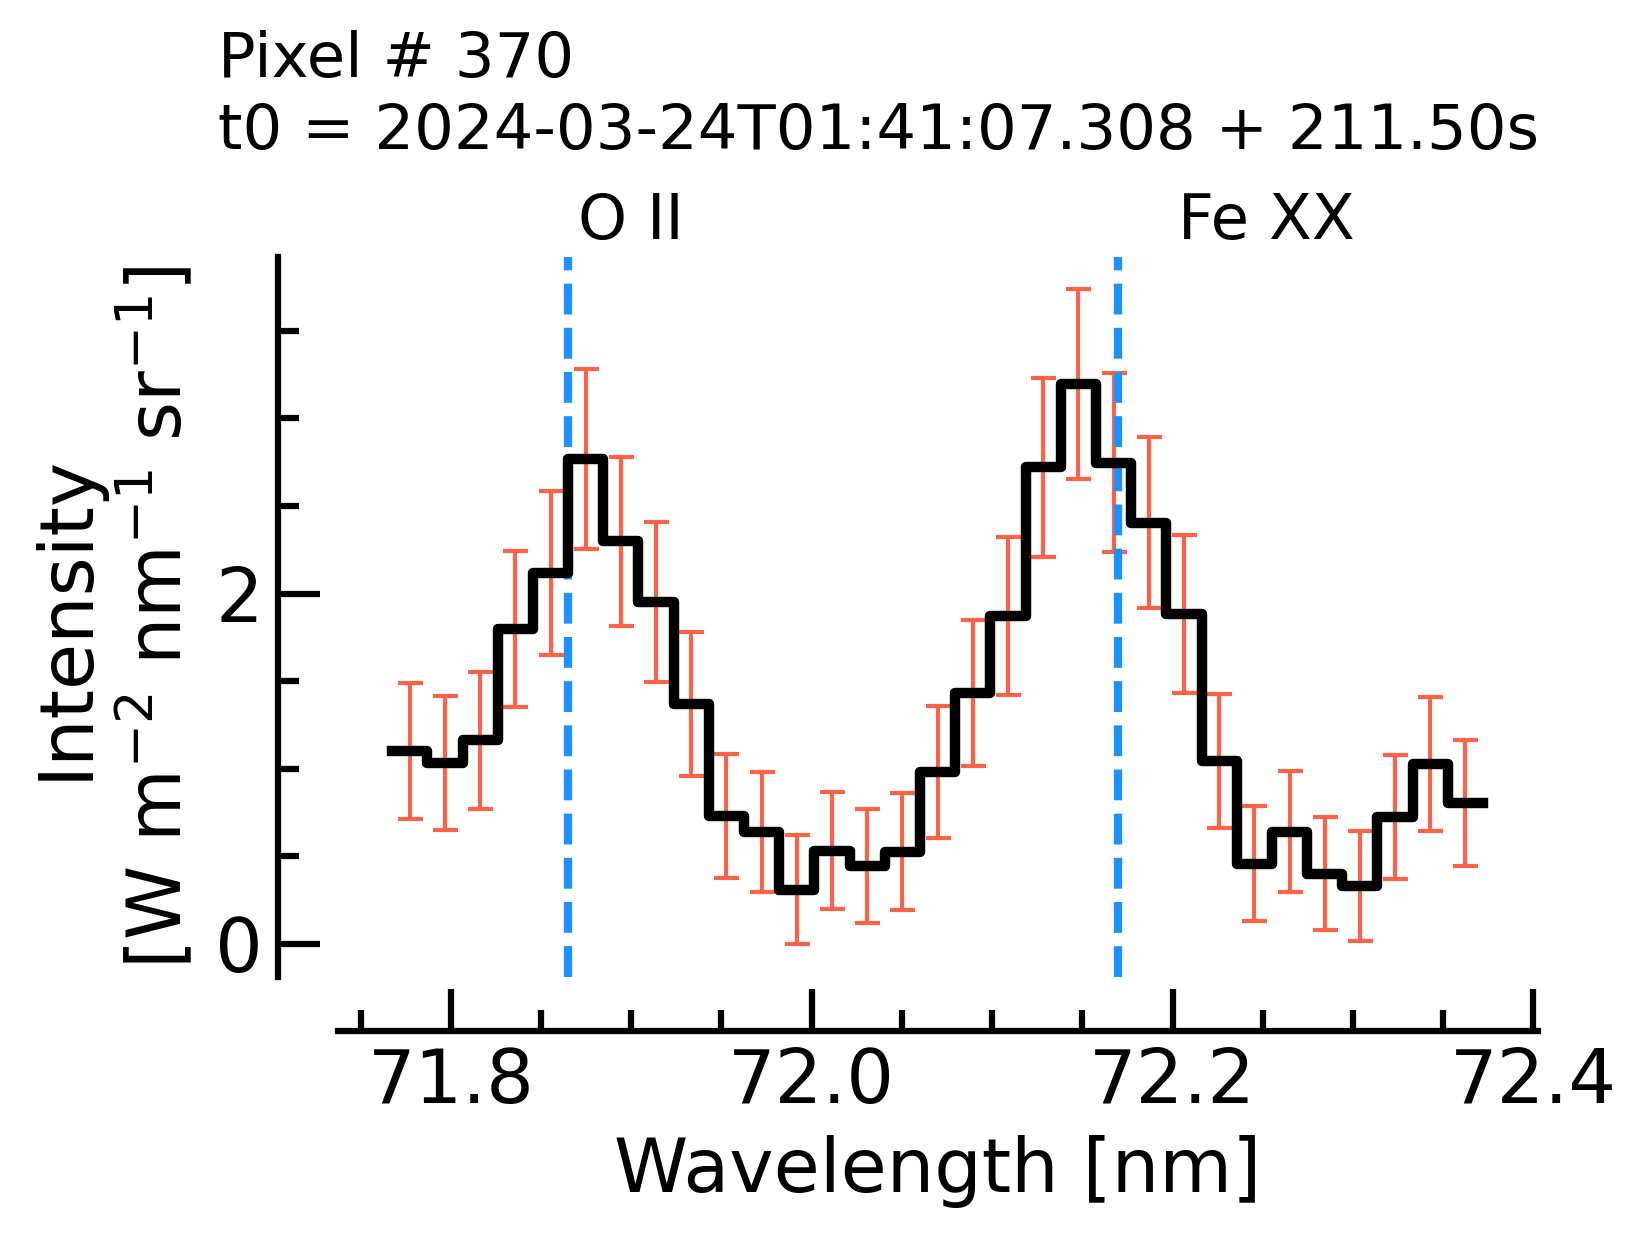 Pixel # 370
t0 = 2024-03-24T01:41:07.308 + 211.50s
O II
Fe XX
Intensity
[W m⁻² nm⁻¹ sr⁻¹]
2
0
71.8
72.0
72.2
72.4
Wavelength [nm]